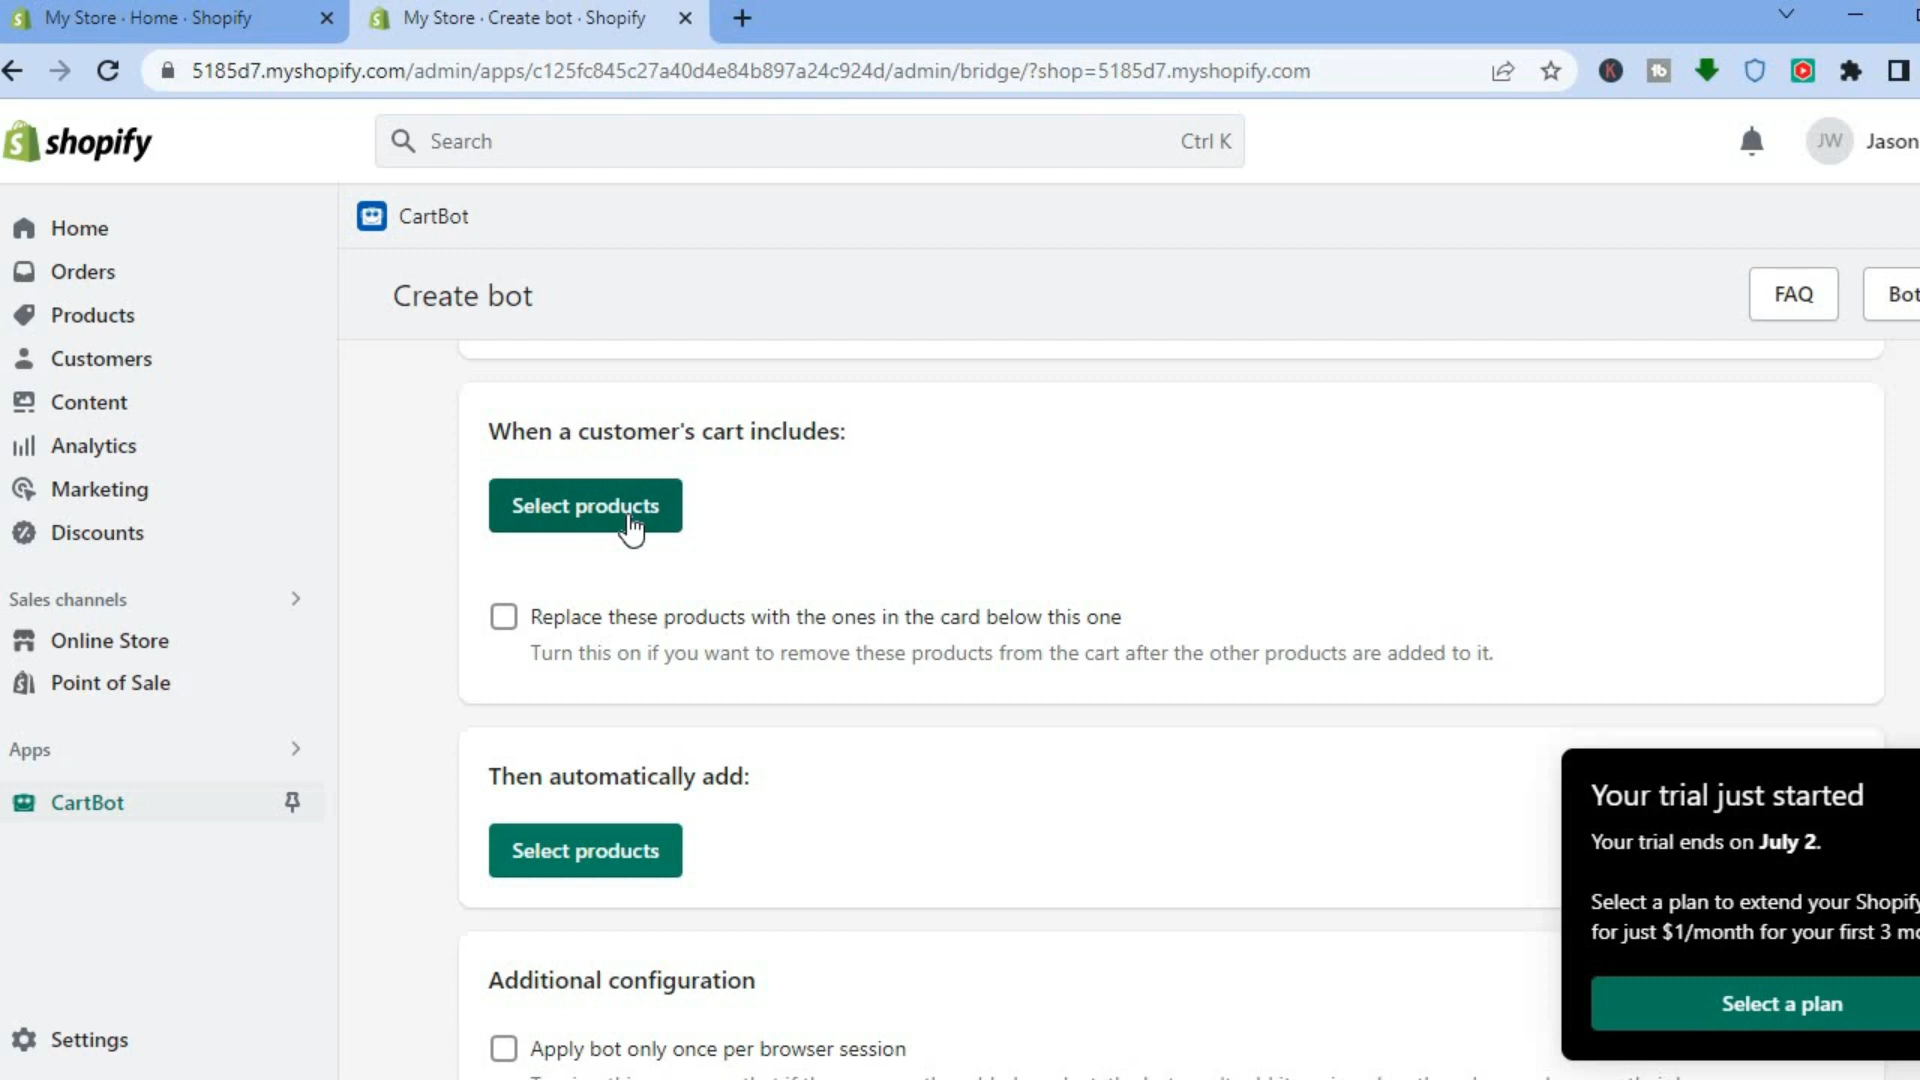 My Store · Home · Shopify
My Store · Create bot · Shopify
5185d7.myshopify.com/admin/apps/c125fc845c27a40d4e84b897a24c924d/admin/bridge/?shop=5185d7.myshopify.com
shopify
Search
Ctrl K
JW
Jason
Home
Orders
Products
Customers
Content
Analytics
Marketing
Discounts
Sales channels
Online Store
Point of Sale
Apps
CartBot
Settings
CartBot
Create bot
FAQ
Bot
When a customer's cart includes:
Select products
Replace these products with the ones in the card below this one
Turn this on if you want to remove these products from the cart after the other products are added to it.
Then automatically add:
Select products
Additional configuration
Apply bot only once per browser session
Your trial just started
Your trial ends on July 2.
Select a plan to extend your Shopify
for just $1/month for your first 3 mo
Select a plan